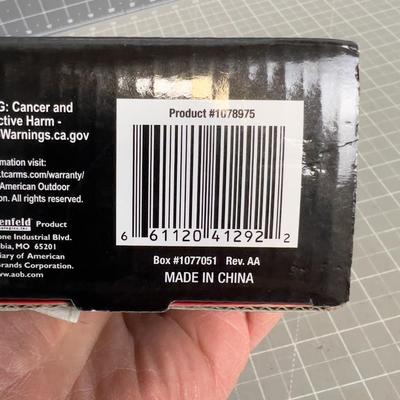 G: Cancer and
ctive Harm -
Warnings.ca.gov
rmation visit:
.tcarms.com/warranty/
American Outdoor
on. All rights reserved.
enfeld Product
one Industrial Blvd.
bia, MO 65201
diary of American
rands Corporation.
www.aob.com
Product #1078975
6 61120 41292 2
Box #1077051 Rev. AA
MADE IN CHINA